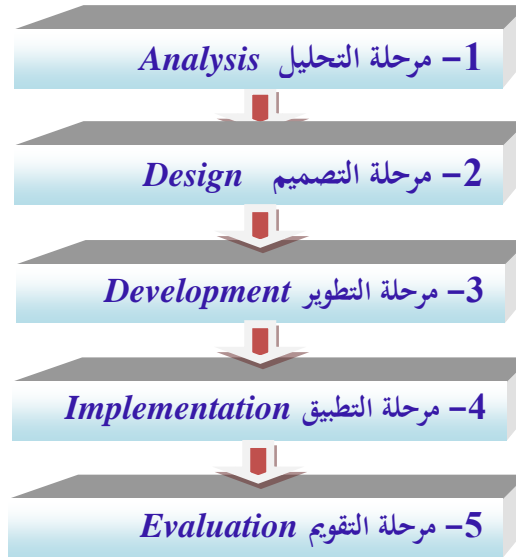 1– مرحلة التحليل Analysis
2– مرحلة التصميم Design
3– مرحلة التطوير Development
4– مرحلة التطبيق Implementation
5– مرحلة التقويم Evaluation